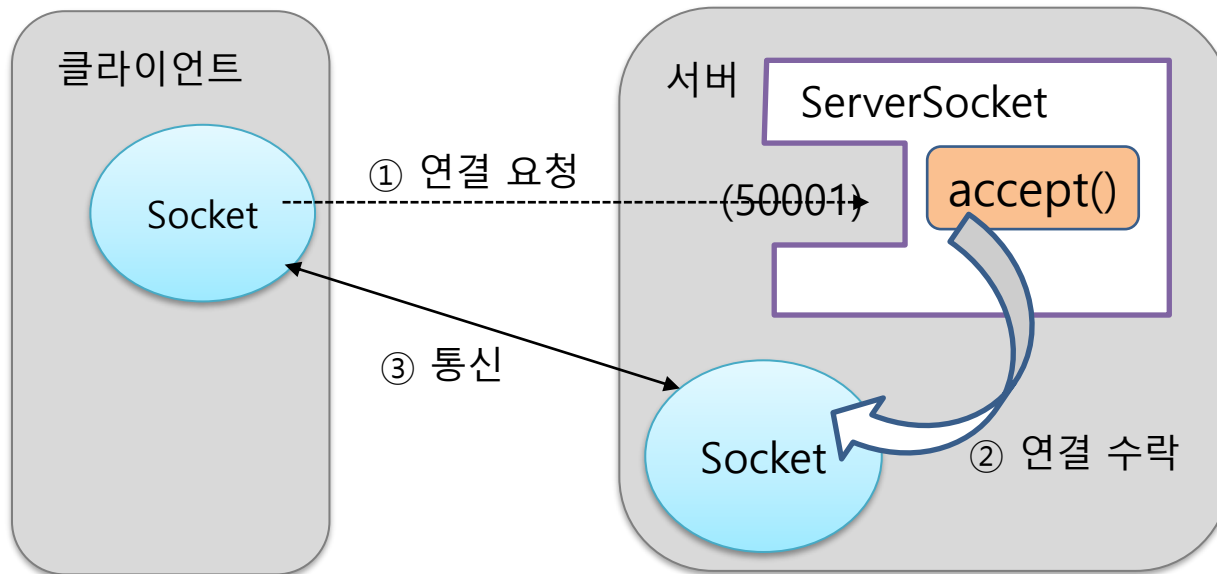 클라이언트
서버
ServerSocket
① 연결 요청
(50001)
accept()
Socket
③ 통신
Socket
② 연결 수락